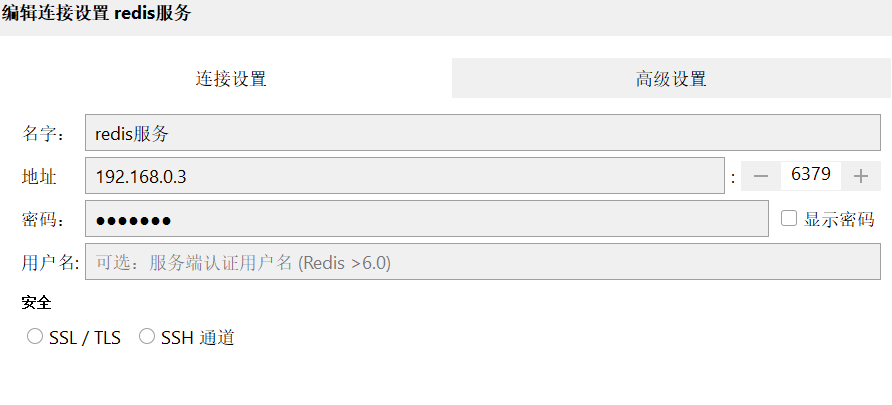 编辑连接设置 redis服务
连接设置 高级设置
名字： redis服务
地址 192.168.0.3 : 6379
密码： ●●●●●●● 显示密码
用户名: 可选：服务端认证用户名 (Redis >6.0)
安全
SSL / TLS SSH 通道